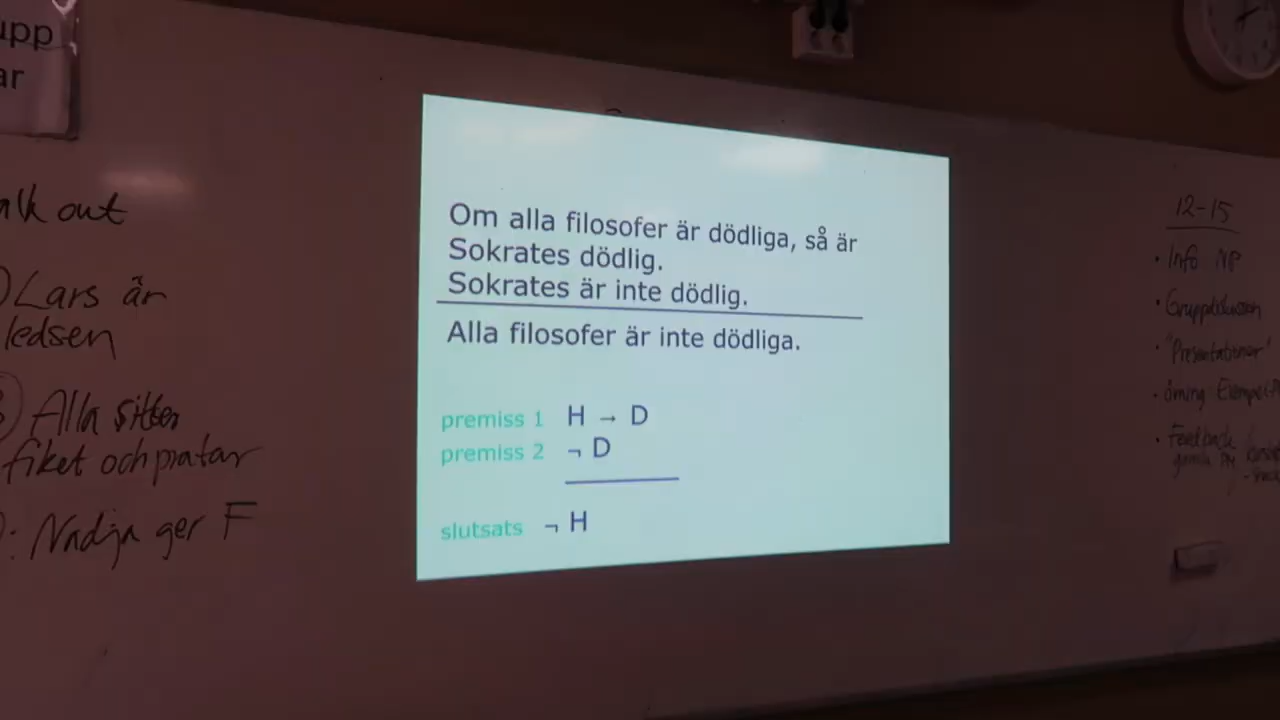 upp
ar
alk out
Lars är
ledsen
Alla sitter
fiket och pratar
: Nadja ger F
Om alla filosofer är dödliga, så är
Sokrates dödlig.
Sokrates är inte dödlig.
Alla filosofer är inte dödliga.
premiss 1 H → D
premiss 2 ¬ D
slutsats ¬ H
12-15
• Info NP
• Gruppdiskussion
• "Presentationer"
• Feedback